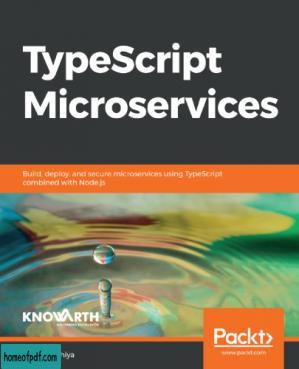 TypeScript
Microservices
Build, deploy, and secure microservices using TypeScript
combined with Node.js
KNOWARTH
Packt>
www.packt.com
homeofpdf.com